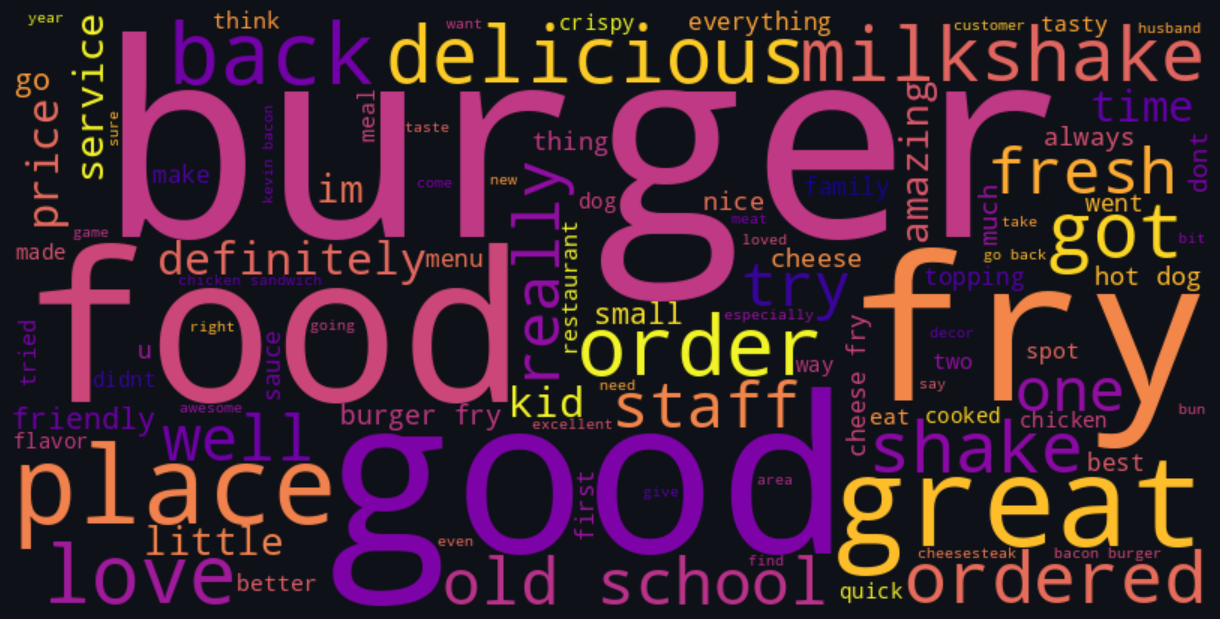 year
think
want
crispy
everything
customer
tasty
husband
service
back
delicious
milkshake
go
price
sure
burger
kevin bacon
meal
taste
thing
amazing
time
always
dont
make
im
come
new
really
dog
nice
family
meat
loved
much
fresh
went
take
got
bit
game
made
definitely
menu
chicken sandwich
restaurant
cheese
try
go back
topping
hot dog
food
fry
tried
u
didnt
right
sauce
going
small
especially
order
way
cheese fry
decor
two
say
spot
one
bun
friendly
flavor
awesome
well
burger fry
kid
need
excellent
staff
eat
cooked
chicken
shake
best
place
good
first
give
area
great
little
love
better
even
old school
find
quick
cheesesteak
bacon burger
ordered